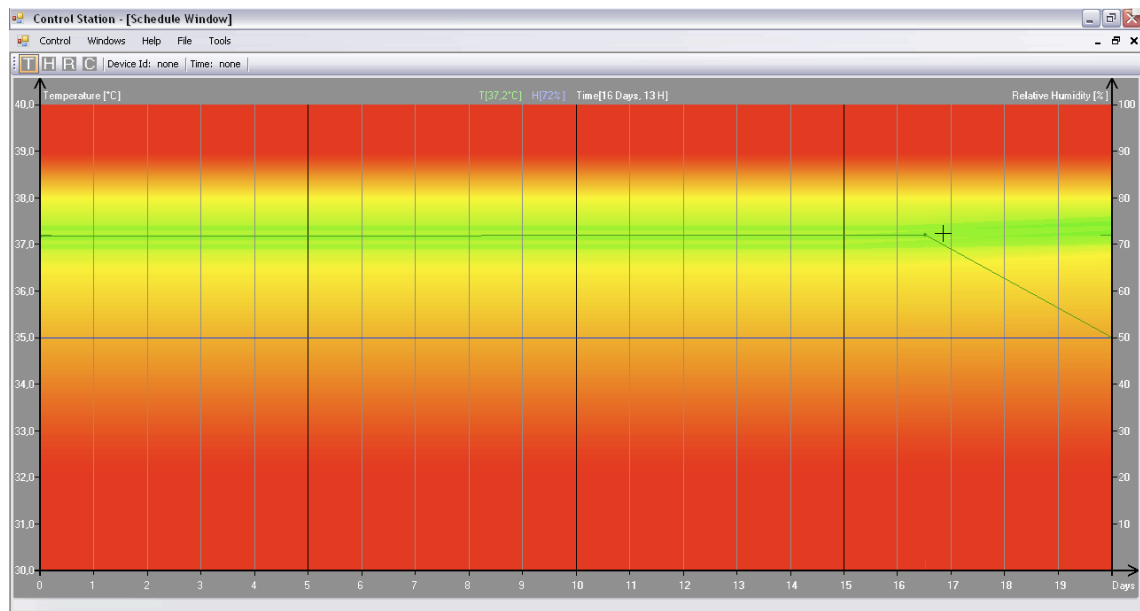 Control Station - [Schedule Window]
Control Windows Help File Tools
T H R C Device Id: none Time: none
Temperature [°C] T[37,2°C] H[72%] Time[16 Days, 13 H] Relative Humidity [%]
40,0 100
39,0 90
38,0 80
37,0 70
36,0 60
35,0 50
34,0 40
33,0 30
32,0 20
31,0 10
30,0
0 1 2 3 4 5 6 7 8 9 10 11 12 13 14 15 16 17 18 19 Days